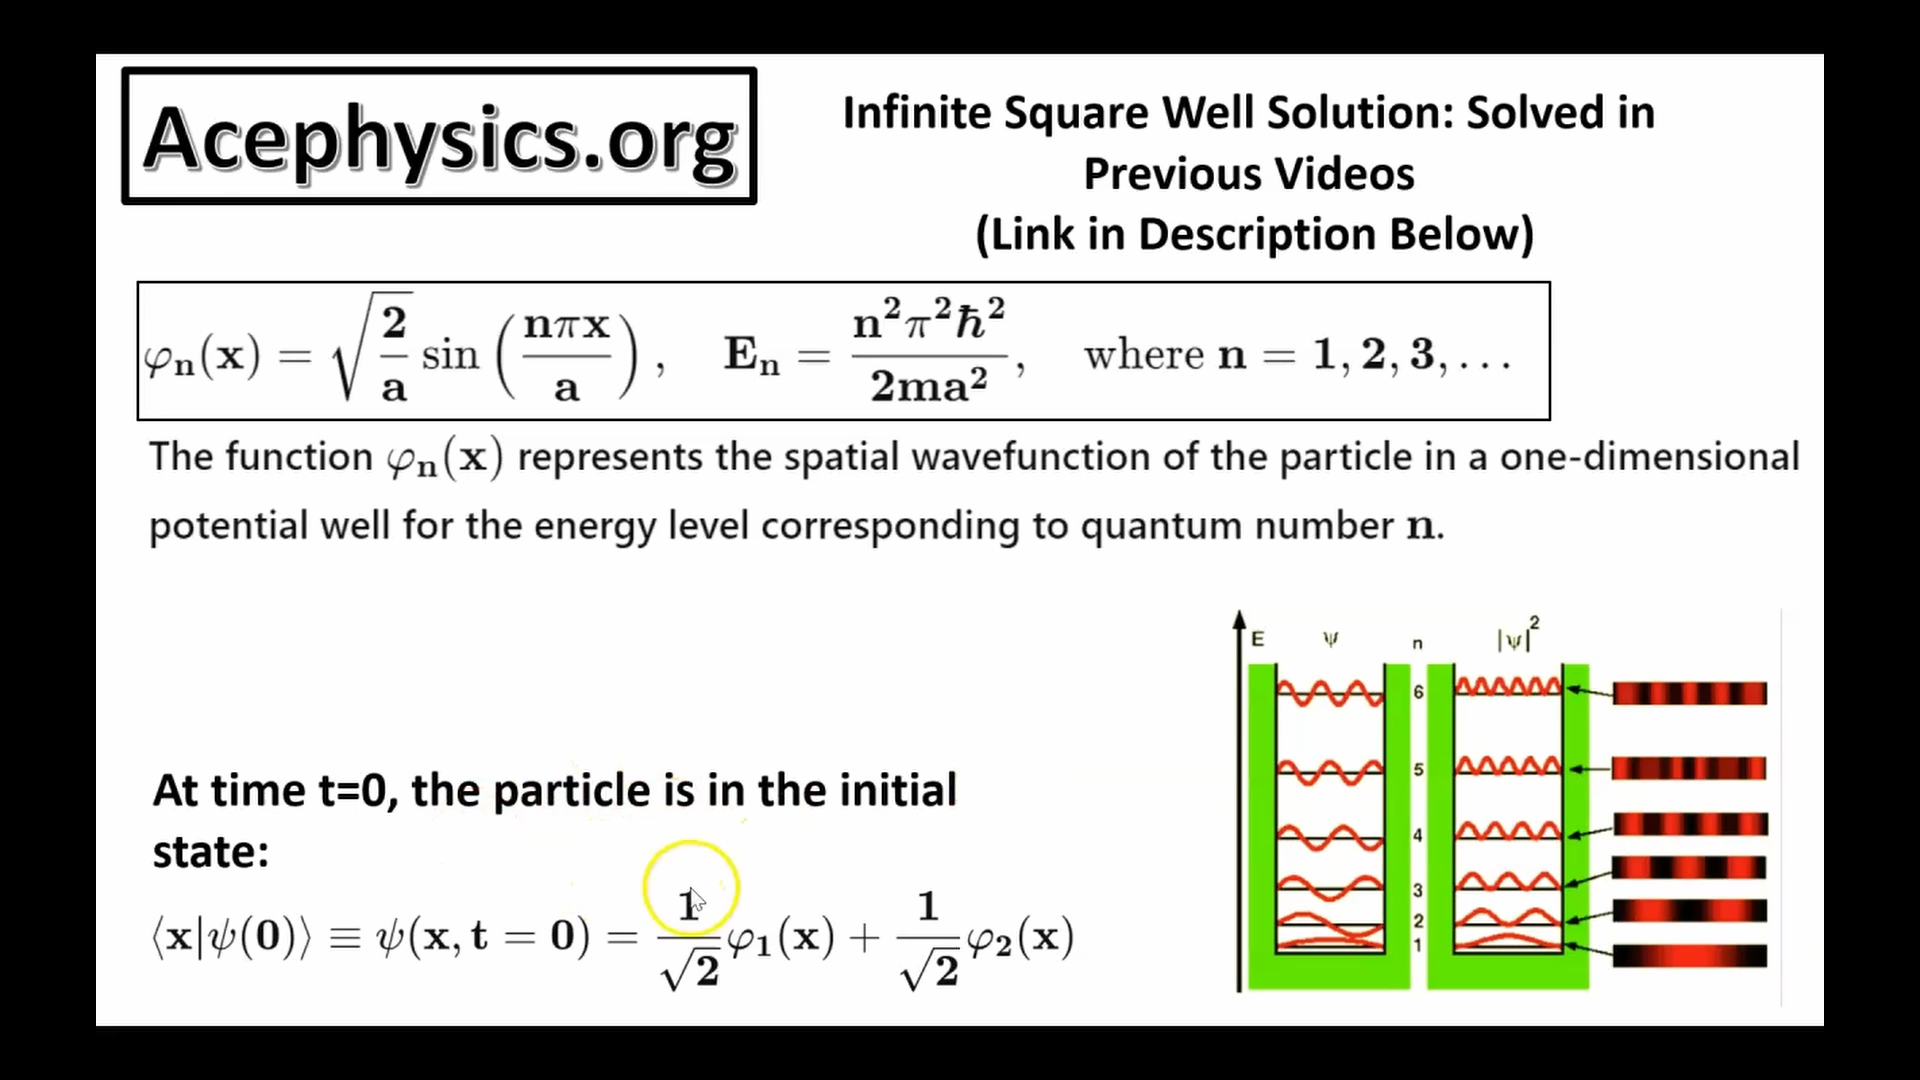 Acephysics.org
Infinite Square Well Solution: Solved in
Previous Videos
(Link in Description Below)
φₙ(x) = √(2/a) sin (nπx/a), Eₙ = n²π²ħ²/2ma², where n = 1, 2, 3, . . .
The function φₙ(x) represents the spatial wavefunction of the particle in a one-dimensional
potential well for the energy level corresponding to quantum number n.
At time t=0, the particle is in the initial
state:
⟨x|ψ(0)⟩ ≡ ψ(x, t = 0) = 1/√2 φ₁(x) + 1/√2 φ₂(x)
E ψ n |ψ|²
6
5
4
3
2
1